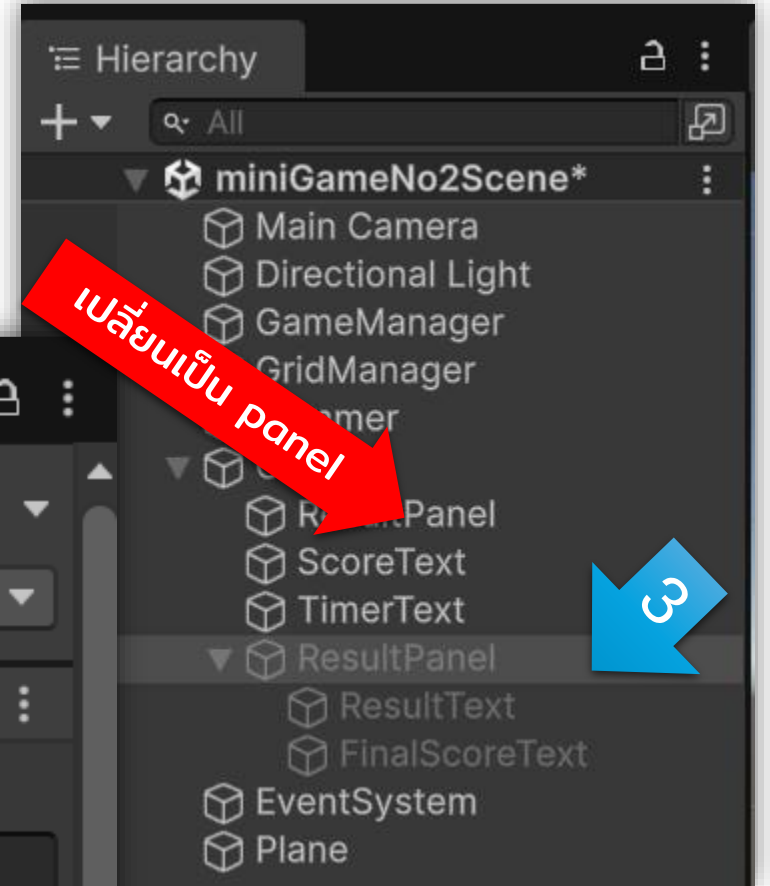 Hierarchy
All
miniGameNo2Scene*
Main Camera
Directional Light
GameManager
GridManager
เปลี่ยนเป็น panel
ScoreText
TimerText
3
ResultPanel
ResultText
FinalScoreText
EventSystem
Plane